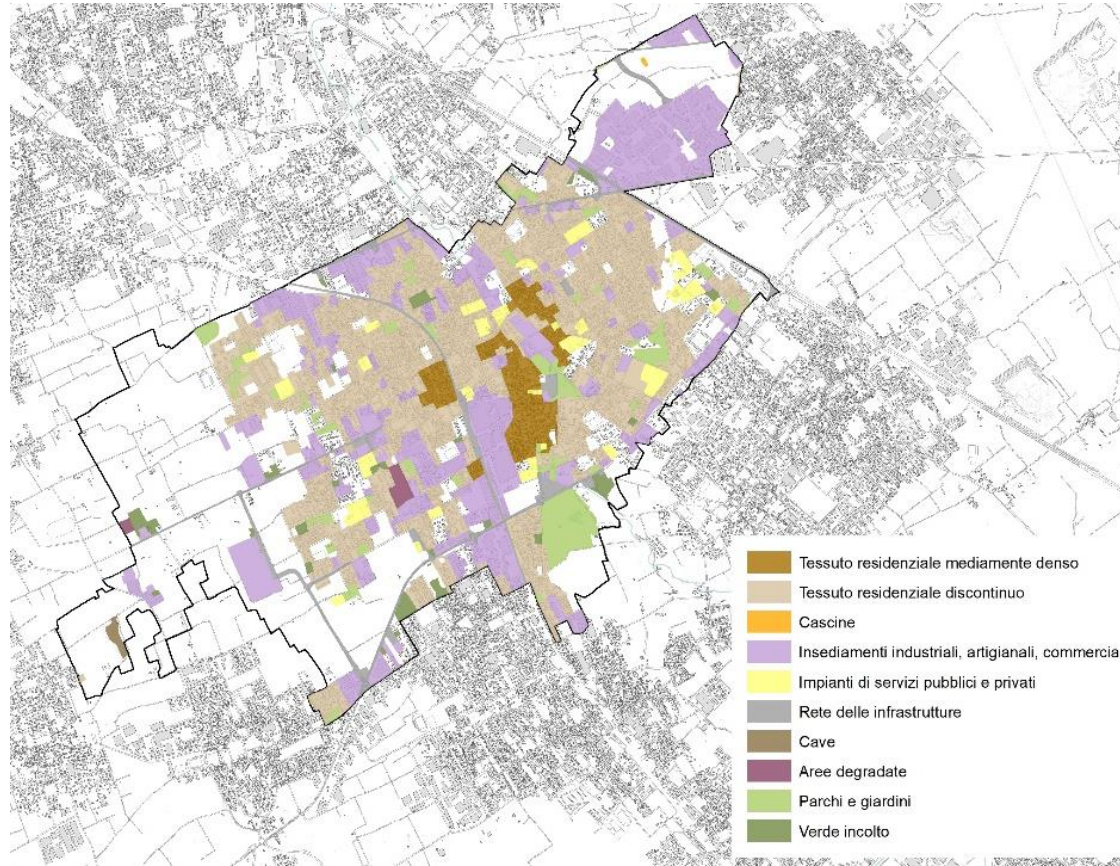 Tessuto residenziale mediamente denso
Tessuto residenziale discontinuo
Cascine
Insediamenti industriali, artigianali, commercia
Impianti di servizi pubblici e privati
Rete delle infrastrutture
Cave
Aree degradate
Parchi e giardini
Verde incolto